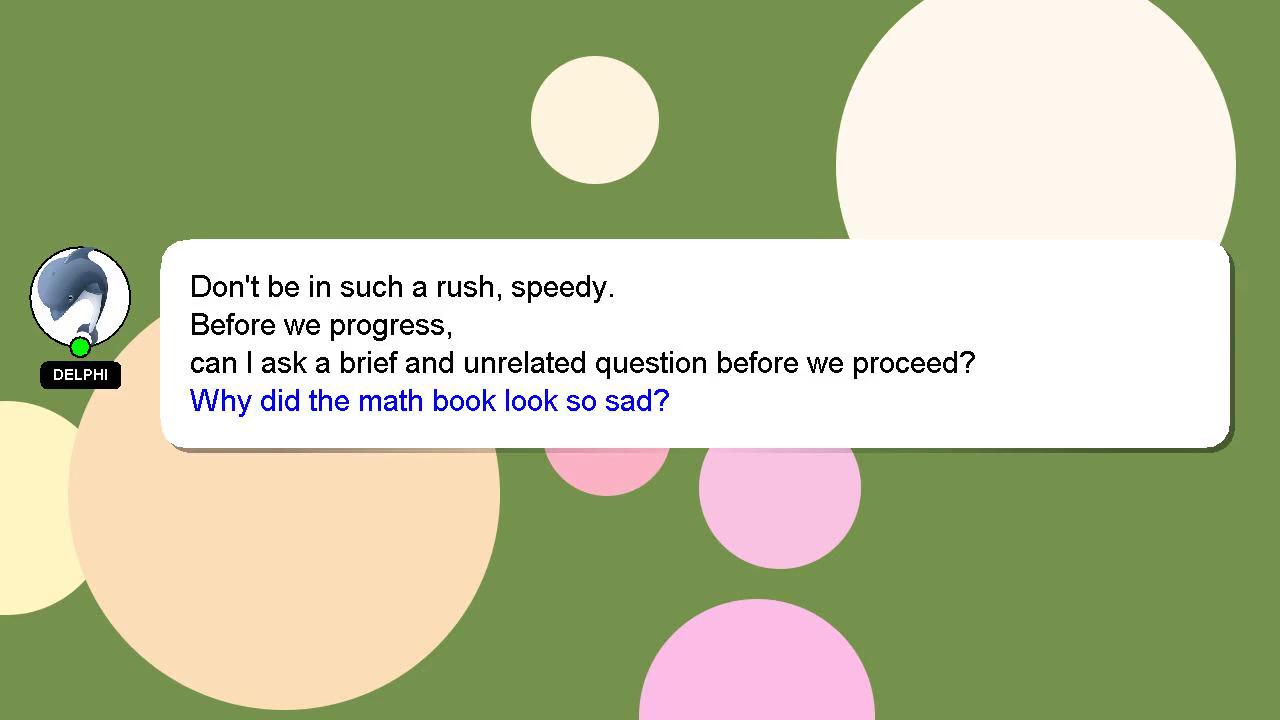 Don't be in such a rush, speedy.
Before we progress,
can I ask a brief and unrelated question before we proceed?
Why did the math book look so sad?
DELPHI